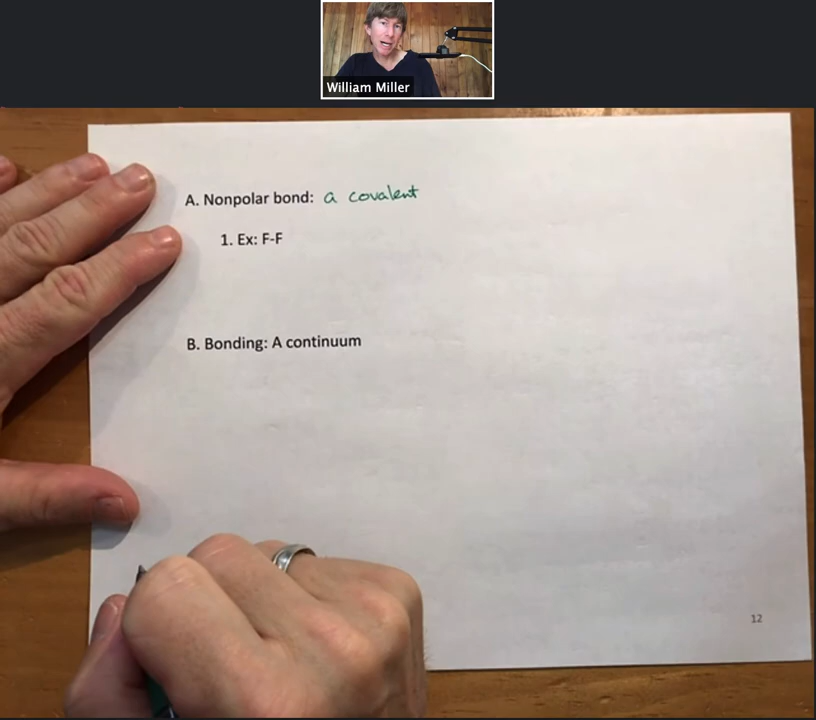 William Miller
A. Nonpolar bond: a covalent
1. Ex: F-F
B. Bonding: A continuum
12